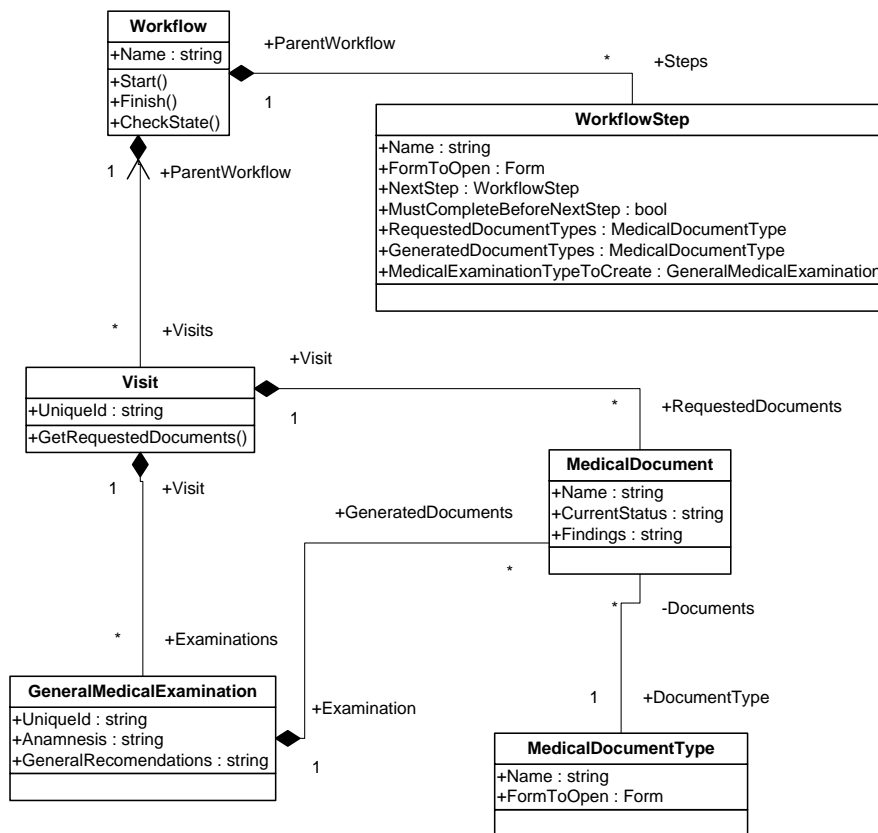 Workflow
+Name : string
+Start()
+Finish()
+CheckState()
+ParentWorkflow
1
*
+Steps
WorkflowStep
+Name : string
+FormToOpen : Form
+NextStep : WorkflowStep
+MustCompleteBeforeNextStep : bool
+RequestedDocumentTypes : MedicalDocumentType
+GeneratedDocumentTypes : MedicalDocumentType
+MedicalExaminationTypeToCreate : GeneralMedicalExamination
1
+ParentWorkflow
*
+Visits
Visit
+UniqueId : string
+GetRequestedDocuments()
+Visit
1
*
+RequestedDocuments
MedicalDocument
+Name : string
+CurrentStatus : string
+Findings : string
1
+Visit
*
+Examinations
+GeneratedDocuments
*
GeneralMedicalExamination
+UniqueId : string
+Anamnesis : string
+GeneralRecomendations : string
+Examination
1
*
-Documents
1
+DocumentType
MedicalDocumentType
+Name : string
+FormToOpen : Form